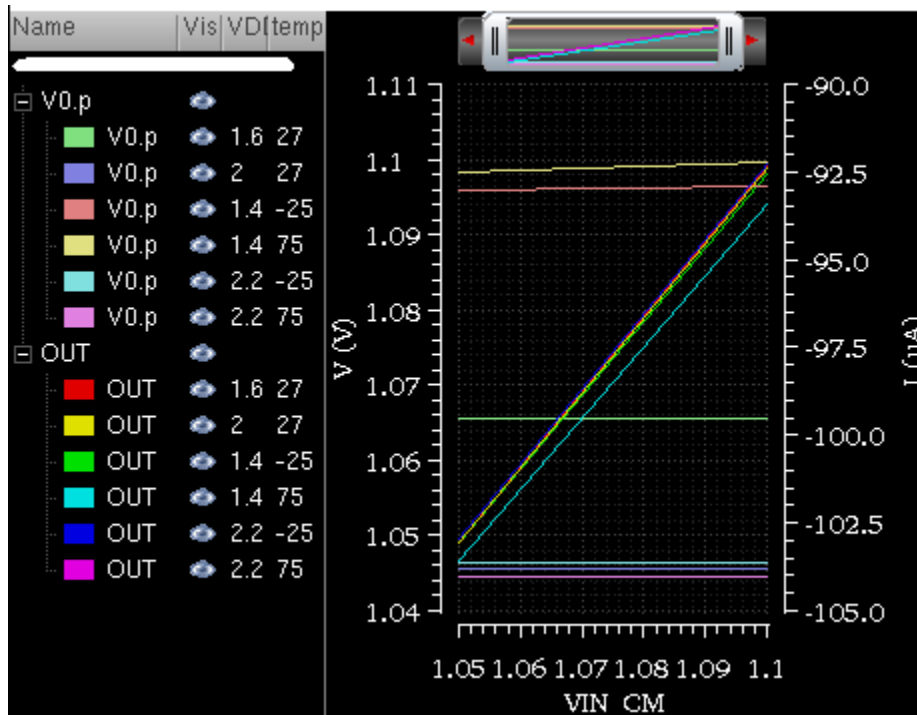 Name Vis VD temp
V0.p
V0.p 1.6 27
V0.p 2 27
V0.p 1.4 -25
V0.p 1.4 75
V0.p 2.2 -25
V0.p 2.2 75
OUT
OUT 1.6 27
OUT 2 27
OUT 1.4 -25
OUT 1.4 75
OUT 2.2 -25
OUT 2.2 75
V (V)
1.11
1.1
1.09
1.08
1.07
1.06
1.05
1.04
-90.0
-92.5
-95.0
-97.5
-100.0
-102.5
-105.0
I (uA)
1.05 1.06 1.07 1.08 1.09 1.1
VIN CM